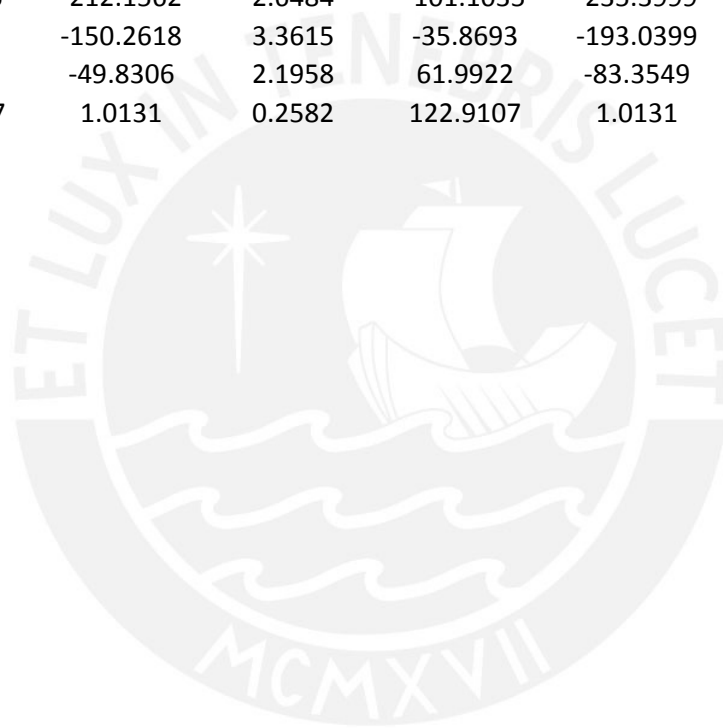 -150.2618 3.3615 -35.8693 -193.0399
-49.8306 2.1958 61.9922 -83.3549
7 1.0131 0.2582 122.9107 1.0131
ET LUX IN TENEBRIS LUCET
MCMXVII